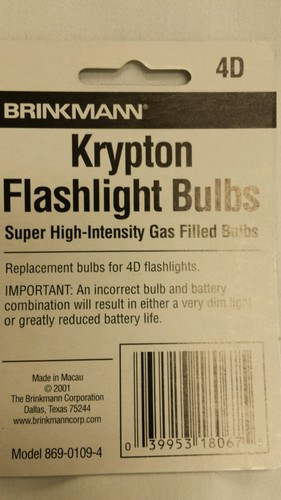 4D
BRINKMANN®
Krypton
Flashlight Bulbs
Super High-Intensity Gas Filled Bulbs
Replacement bulbs for 4D flashlights.
IMPORTANT: An incorrect bulb and battery
combination will result in either a very dim light
or greatly reduced battery life.
Made in Macau
© 2001
The Brinkmann Corporation
Dallas, Texas 75244
www.brinkmanncorp.com
Model 869-0109-4
0 39953 18067 5